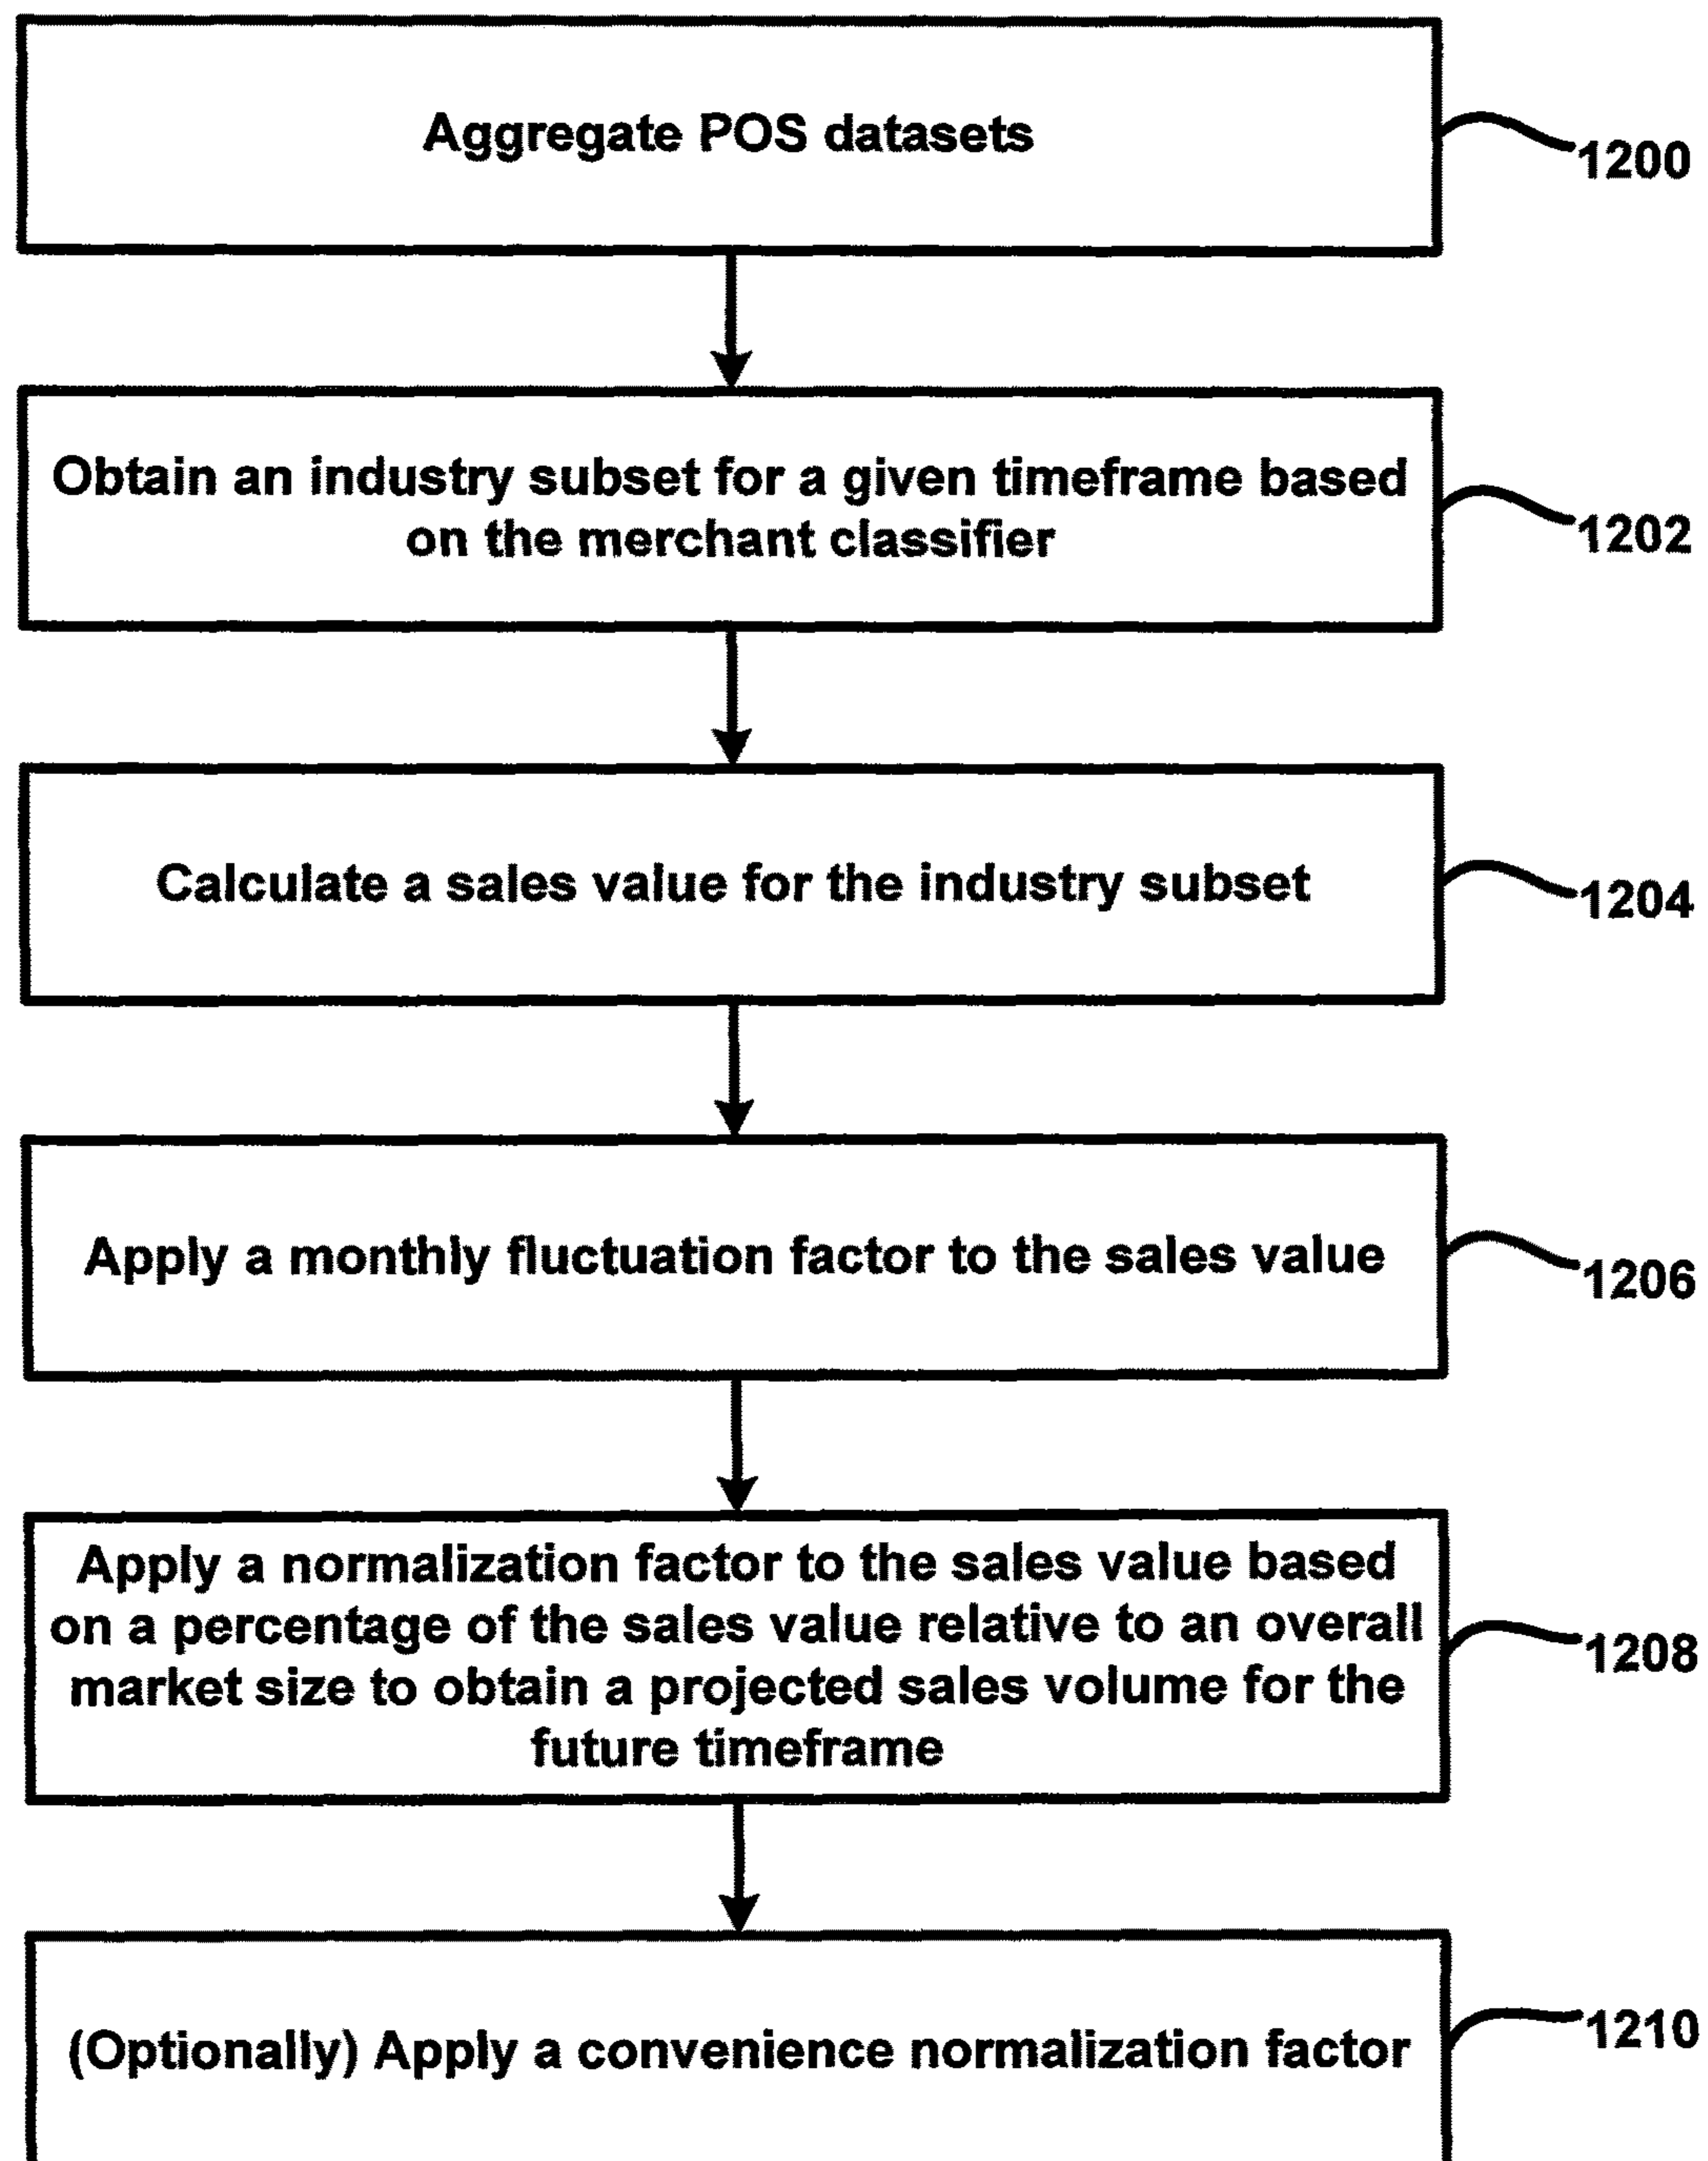 Aggregate POS datasets
1200
Obtain an industry subset for a given timeframe based
on the merchant classifier
1202
Calculate a sales value for the industry subset
1204
Apply a monthly fluctuation factor to the sales value
1206
Apply a normalization factor to the sales value based
on a percentage of the sales value relative to an overall
market size to obtain a projected sales volume for the
future timeframe
1208
(Optionally) Apply a convenience normalization factor
1210